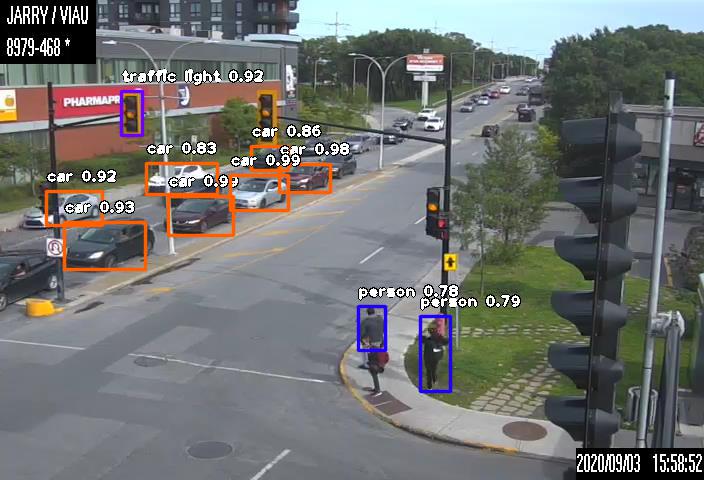 JARRY / VIAU
8979-468 *
traffic light 0.92
PHARMAPR
car 0.86
car 0.83
car 0.98
car 0.99
car 0.92
car 0.99
car 0.93
person 0.78
person 0.79
2020/09/03 15:58:52